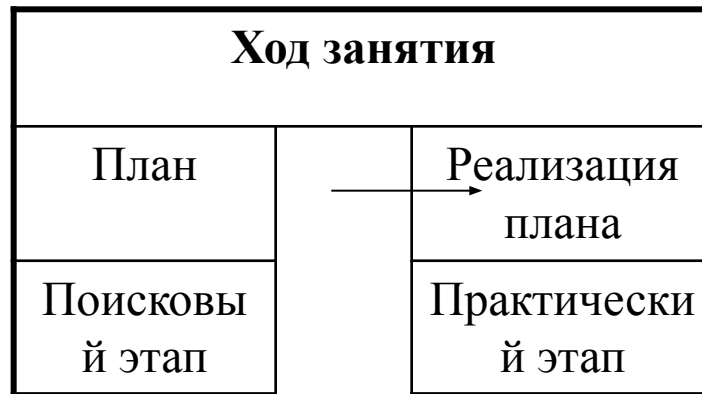 Ход занятия
План
Реализация
плана
Поисковы
й этап
Практически
й этап